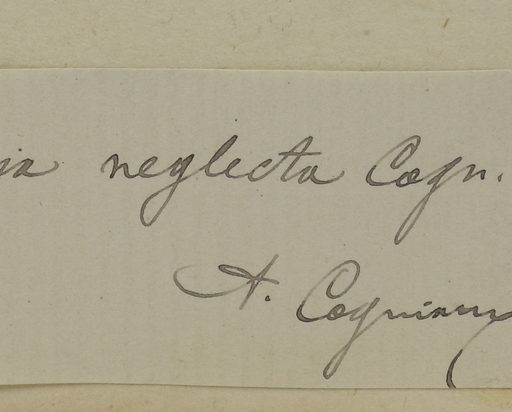 neglecta Cogn.
A. Cogniaux